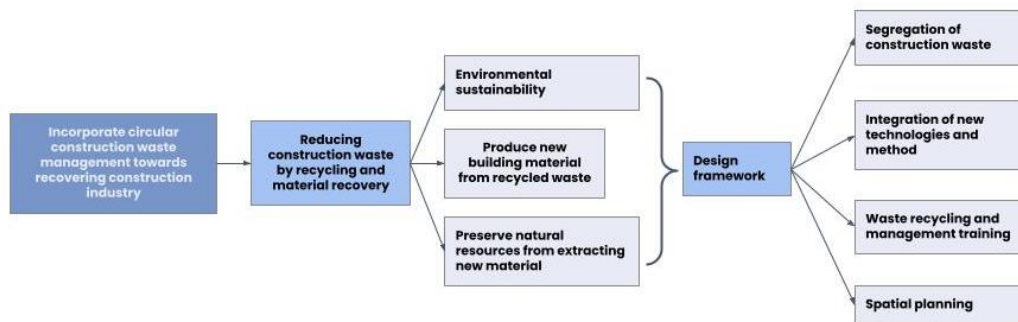 Incorporate circular
construction waste
management towards
recovering construction
industry
Reducing
construction waste
by recycling and
material recovery
Environmental
sustainability
Produce new
building material
from recycled waste
Preserve natural
resources from extracting
new material
Design
framework
Segregation of
construction waste
Integration of new
technologies and
method
Waste recycling and
management training
Spatial planning